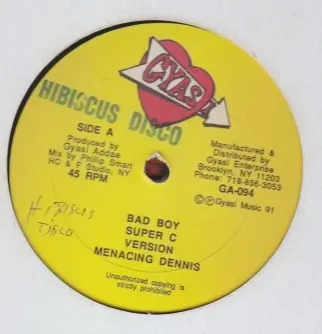 GYASI
HIBISCUS DISCO
SIDE A
Produced by
Gyasi Addae
Mix by Phillip Smart
HC & F Studio, NY
45 RPM
Manufactured &
Distributed by
Gyasi Enterprise
Brooklyn, NY 11203
Phone: 718-856-3053
GA-094
©Ⓟ Gyasi Music 91
HIBISCIS
DISCO
BAD BOY
SUPER C
VERSION
MENACING DENNIS
Unauthorized copying is
strictly prohibited